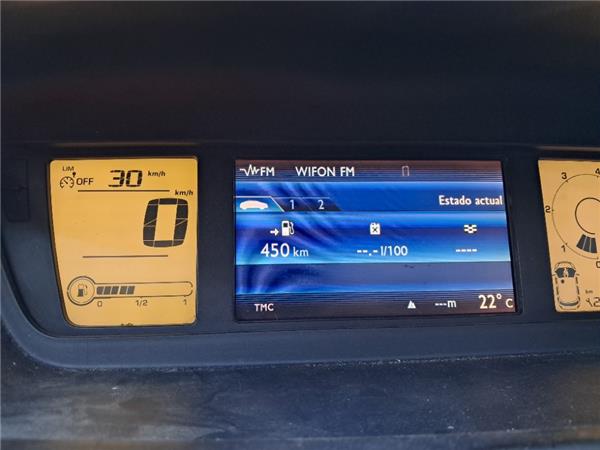 LIM
OFF 30 km/h
km/h
0
0 1/2 1
FM WIFON FM
1 2 Estado actual
450 km --.-l/100 ----
TMC ---m 22° C
4
3
2
1
0
km